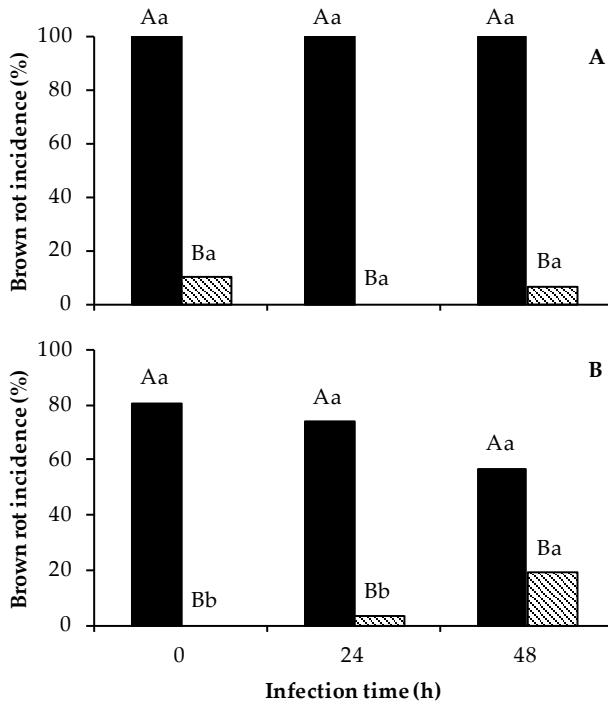 Aa Aa Aa
100
A
80
60
40
20
0
Ba Ba Ba
Brown rot incidence (%)
100
B
80
60
40
20
0
Aa Aa Aa
Bb Bb Ba
Brown rot incidence (%)
0 24 48
Infection time (h)